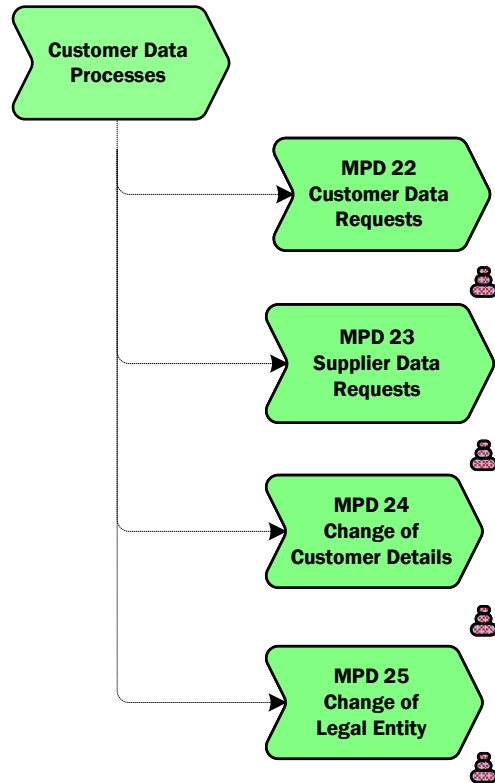 Customer Data
Processes
MPD 22
Customer Data
Requests
MPD 23
Supplier Data
Requests
MPD 24
Change of
Customer Details
MPD 25
Change of
Legal Entity